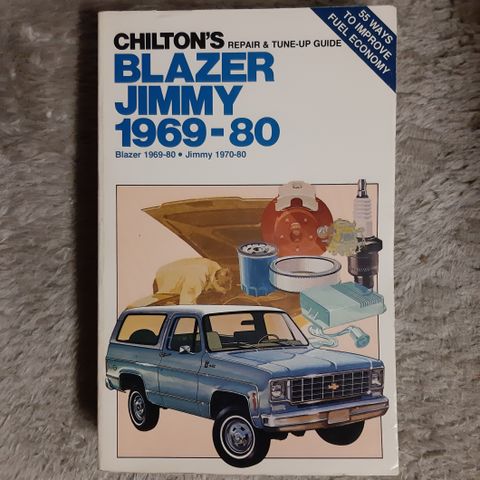 CHILTON'S REPAIR & TUNE-UP GUIDE
55 WAYS
TO IMPROVE
FUEL ECONOMY
BLAZER
JIMMY
1969-80
Blazer 1969-80 • Jimmy 1970-80